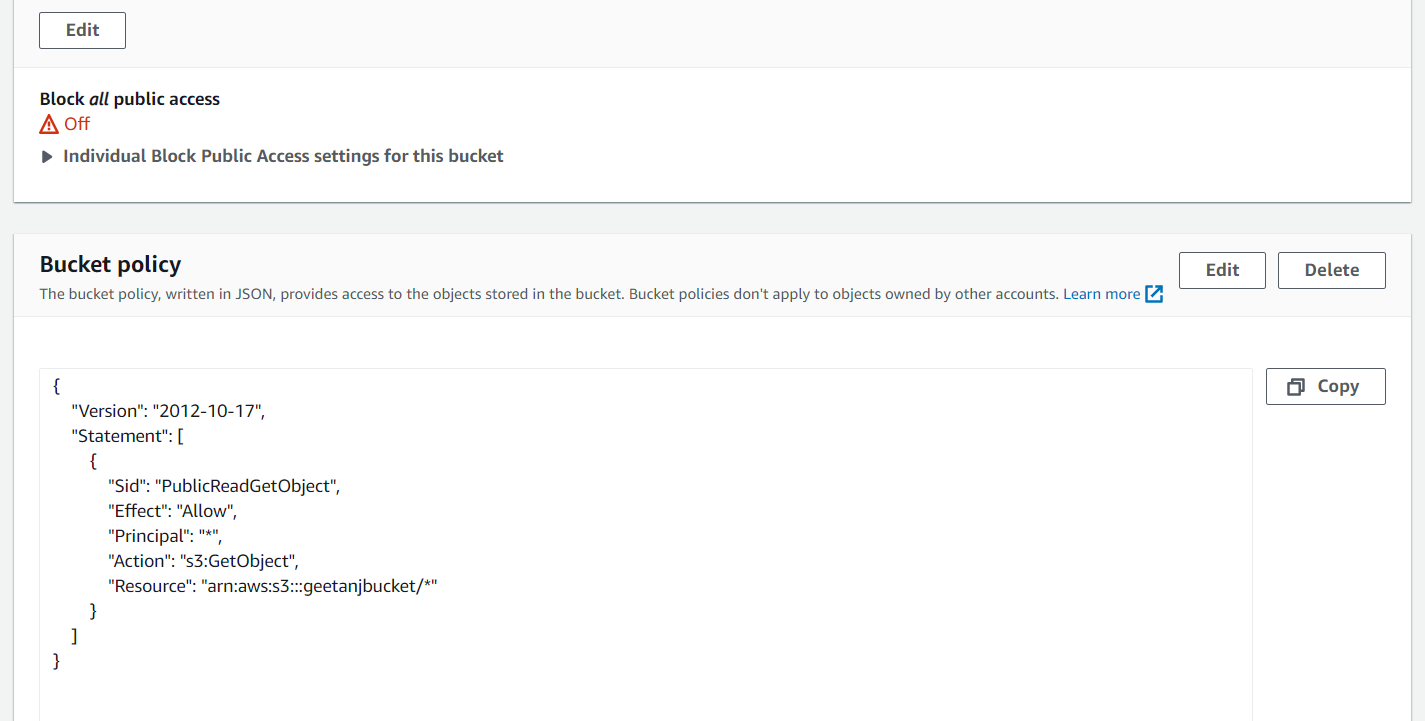 Edit
Block all public access
Off
Individual Block Public Access settings for this bucket
Bucket policy
Edit
Delete
The bucket policy, written in JSON, provides access to the objects stored in the bucket. Bucket policies don't apply to objects owned by other accounts. Learn more
Copy
{
"Version": "2012-10-17",
"Statement": [
{
"Sid": "PublicReadGetObject",
"Effect": "Allow",
"Principal": "*",
"Action": "s3:GetObject",
"Resource": "arn:aws:s3:::geetanjbucket/*"
}
]
}